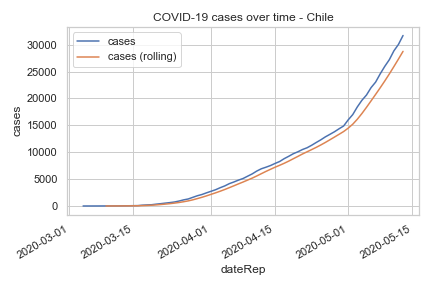 COVID-19 cases over time - Chile
cases
cases (rolling)
30000
25000
20000
15000
10000
5000
0
cases
2020-03-01
2020-03-15
2020-04-01
2020-04-15
2020-05-01
2020-05-15
dateRep